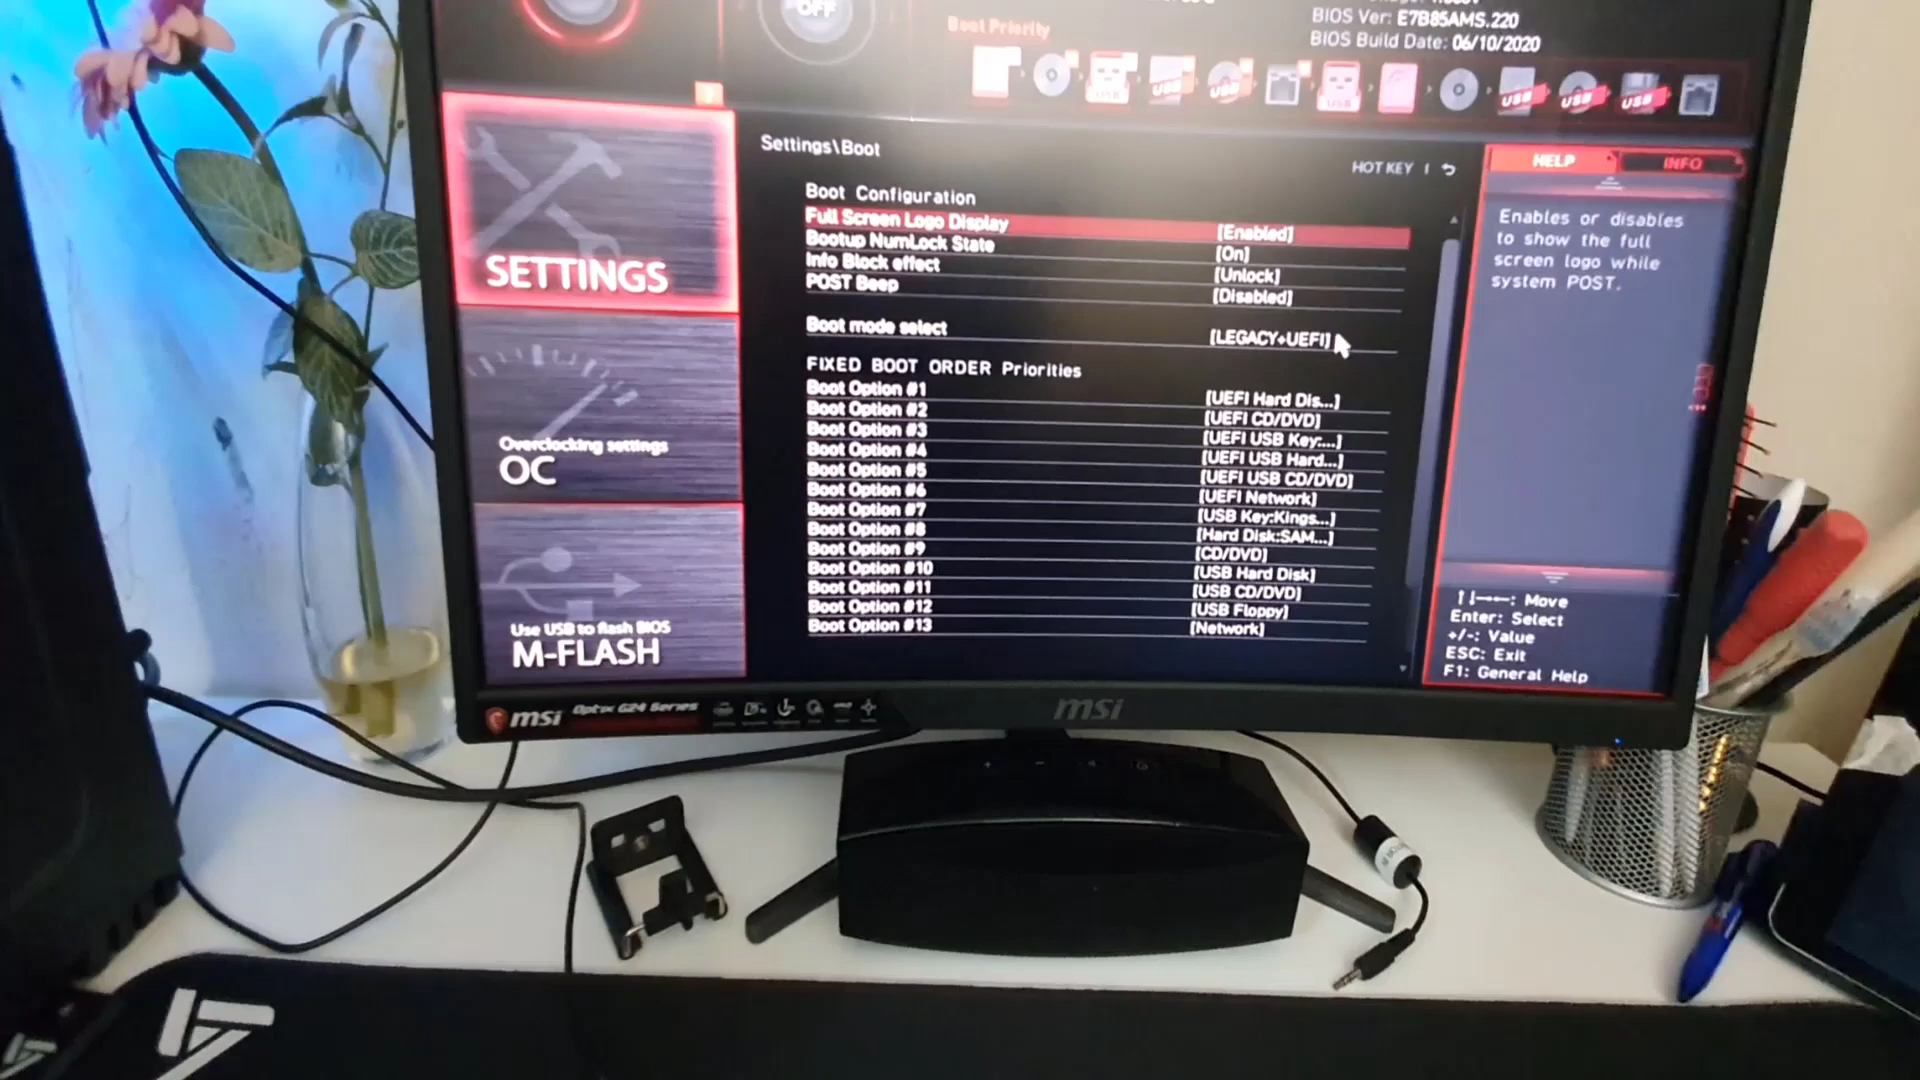 OFF
Boot Priority
BIOS Ver: E7B85AMS.220
BIOS Build Date: 06/10/2020
USB
USB
USB
USB
USB
USB
USB
Settings\Boot
HOT KEY
HELP
INFO
Boot Configuration
Full Screen Logo Display [Enabled]
Bootup NumLock State [On]
Info Block effect [Unlock]
POST Beep [Disabled]
Boot mode select [LEGACY+UEFI]
FIXED BOOT ORDER Priorities
Boot Option #1 [UEFI Hard Dis...]
Boot Option #2 [UEFI CD/DVD]
Boot Option #3 [UEFI USB Key:...]
Boot Option #4 [UEFI USB Hard...]
Boot Option #5 [UEFI USB CD/DVD]
Boot Option #6 [UEFI Network]
Boot Option #7 [USB Key:Kings...]
Boot Option #8 [Hard Disk:SAM...]
Boot Option #9 [CD/DVD]
Boot Option #10 [USB Hard Disk]
Boot Option #11 [USB CD/DVD]
Boot Option #12 [USB Floppy]
Boot Option #13 [Network]
SETTINGS
Overclocking settings
OC
Use USB to flash BIOS
M-FLASH
Enables or disables
to show the full
screen logo while
system POST.
↑↓→←: Move
Enter: Select
+/-: Value
ESC: Exit
F1: General Help
msi Optix G24 Series
msi